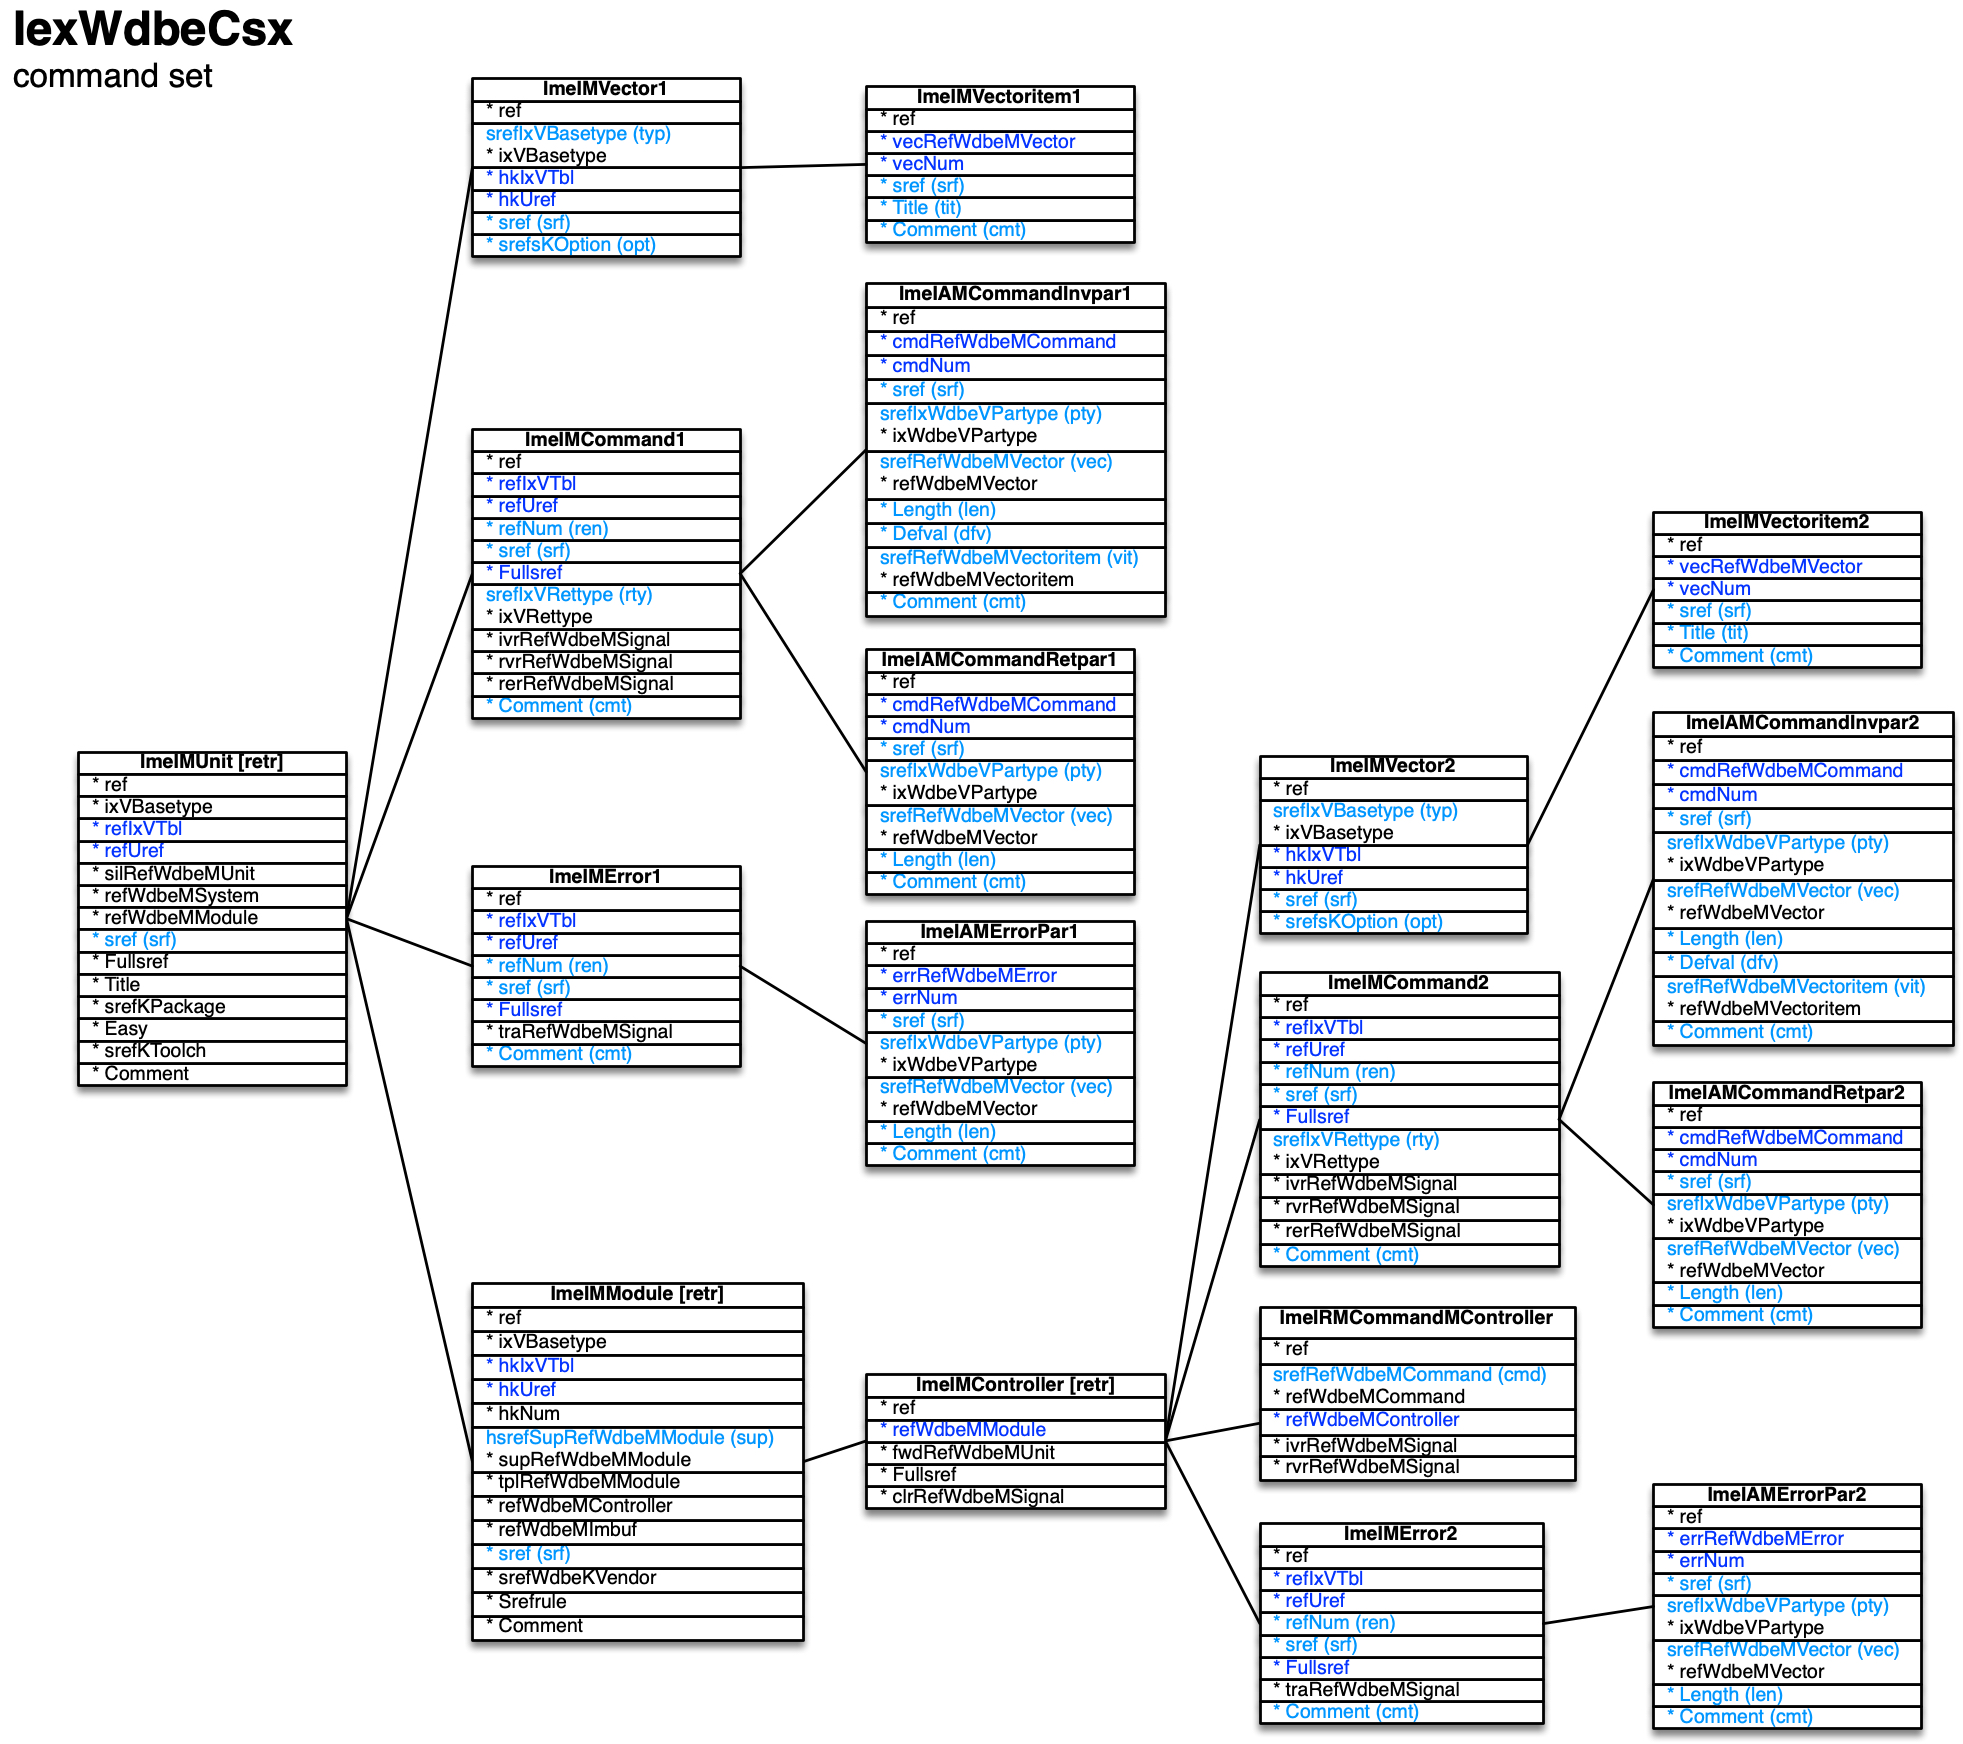 IexWdbeCsx
command set
ImeIMVector1
* ref
srefIxVBasetype (typ)
* ixVBasetype
* hkIxVTbl
* hkUref
* sref (srf)
* srefsKOption (opt)
ImeIMVectoritem1
* ref
* vecRefWdbeMVector
* vecNum
* sref (srf)
* Title (tit)
* Comment (cmt)
ImeIAMCommandInvpar1
* ref
* cmdRefWdbeMCommand
* cmdNum
* sref (srf)
srefIxWdbeVPartype (pty)
* ixWdbeVPartype
srefRefWdbeMVector (vec)
* refWdbeMVector
* Length (len)
* Defval (dfv)
srefRefWdbeMVectoritem (vit)
* refWdbeMVectoritem
* Comment (cmt)
ImeIMCommand1
* ref
* refIxVTbl
* refUref
* refNum (ren)
* sref (srf)
* Fullsref
srefIxVRettype (rty)
* ixVRettype
* ivrRefWdbeMSignal
* rvrRefWdbeMSignal
* rerRefWdbeMSignal
* Comment (cmt)
ImeIAMCommandRetpar1
* ref
* cmdRefWdbeMCommand
* cmdNum
* sref (srf)
srefIxWdbeVPartype (pty)
* ixWdbeVPartype
srefRefWdbeMVector (vec)
* refWdbeMVector
* Length (len)
* Comment (cmt)
ImeIMUnit [retr]
* ref
* ixVBasetype
* refIxVTbl
* refUref
* silRefWdbeMUnit
* refWdbeMSystem
* refWdbeMModule
* sref (srf)
* Fullsref
* Title
* srefKPackage
* Easy
* srefKToolch
* Comment
ImeIMError1
* ref
* refIxVTbl
* refUref
* refNum (ren)
* sref (srf)
* Fullsref
* traRefWdbeMSignal
* Comment (cmt)
ImeIAMErrorPar1
* ref
* errRefWdbeMError
* errNum
* sref (srf)
srefIxWdbeVPartype (pty)
* ixWdbeVPartype
srefRefWdbeMVector (vec)
* refWdbeMVector
* Length (len)
* Comment (cmt)
ImeIMModule [retr]
* ref
* ixVBasetype
* hkIxVTbl
* hkUref
* hkNum
hsrefSupRefWdbeMModule (sup)
* supRefWdbeMModule
* tplRefWdbeMModule
* refWdbeMController
* refWdbeMImbuf
* sref (srf)
* srefWdbeKVendor
* Srefrule
* Comment
ImeIMController [retr]
* ref
* refWdbeMModule
* fwdRefWdbeMUnit
* Fullsref
* clrRefWdbeMSignal
ImeIMVector2
* ref
srefIxVBasetype (typ)
* ixVBasetype
* hkIxVTbl
* hkUref
* sref (srf)
* srefsKOption (opt)
ImeIMVectoritem2
* ref
* vecRefWdbeMVector
* vecNum
* sref (srf)
* Title (tit)
* Comment (cmt)
ImeIMCommand2
* ref
* refIxVTbl
* refUref
* refNum (ren)
* sref (srf)
* Fullsref
srefIxVRettype (rty)
* ixVRettype
* ivrRefWdbeMSignal
* rvrRefWdbeMSignal
* rerRefWdbeMSignal
* Comment (cmt)
ImeIAMCommandInvpar2
* ref
* cmdRefWdbeMCommand
* cmdNum
* sref (srf)
srefIxWdbeVPartype (pty)
* ixWdbeVPartype
srefRefWdbeMVector (vec)
* refWdbeMVector
* Length (len)
* Defval (dfv)
srefRefWdbeMVectoritem (vit)
* refWdbeMVectoritem
* Comment (cmt)
ImeIAMCommandRetpar2
* ref
* cmdRefWdbeMCommand
* cmdNum
* sref (srf)
srefIxWdbeVPartype (pty)
* ixWdbeVPartype
srefRefWdbeMVector (vec)
* refWdbeMVector
* Length (len)
* Comment (cmt)
ImeIRMCommandMController
* ref
srefRefWdbeMCommand (cmd)
* refWdbeMCommand
* refWdbeMController
* ivrRefWdbeMSignal
* rvrRefWdbeMSignal
ImeIMError2
* ref
* refIxVTbl
* refUref
* refNum (ren)
* sref (srf)
* Fullsref
* traRefWdbeMSignal
* Comment (cmt)
ImeIAMErrorPar2
* ref
* errRefWdbeMError
* errNum
* sref (srf)
srefIxWdbeVPartype (pty)
* ixWdbeVPartype
srefRefWdbeMVector (vec)
* refWdbeMVector
* Length (len)
* Comment (cmt)